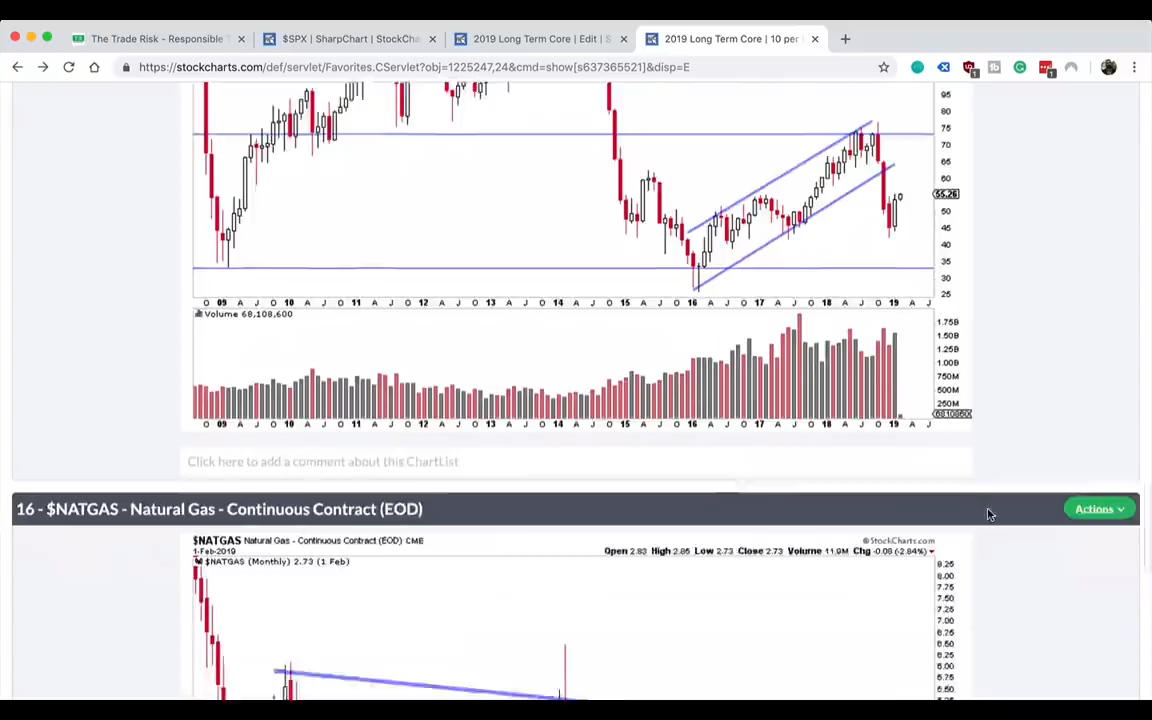 The Trade Risk - Responsible T
$SPX | SharpChart | StockCha
2019 Long Term Core | Edit | S
2019 Long Term Core | 10 per
https://stockcharts.com/def/servlet/Favorites.CServlet?obj=1225247,24&cmd=show[s637365521]&disp=E
95
80
75
70
65
60
55.26
50
45
40
35
30
25
O 09 A J O 10 A J O 11 A J O 12 A J O 13 A J O 14 A J O 15 A J O 16 A J O 17 A J O 18 A J O 19 A J
Volume 68,108,600
1.75B
1.50B
1.25B
1.00B
750M
500M
250M
68108600
O 09 A J O 10 A J O 11 A J O 12 A J O 13 A J O 14 A J O 15 A J O 16 A J O 17 A J O 18 A J O 19 A J
Click here to add a comment about this ChartList
16 - $NATGAS - Natural Gas - Continuous Contract (EOD)
Actions
$NATGAS Natural Gas - Continuous Contract (EOD) CME
© StockCharts.com
1-Feb-2019
Open 2.83 High 2.85 Low 2.73 Close 2.73 Volume 11.9M Chg -0.08 (-2.84%)
$NATGAS (Monthly) 2.73 (1 Feb)
8.25
8.00
7.75
7.50
7.25
7.00
6.75
6.50
6.25
6.00
5.75
5.50